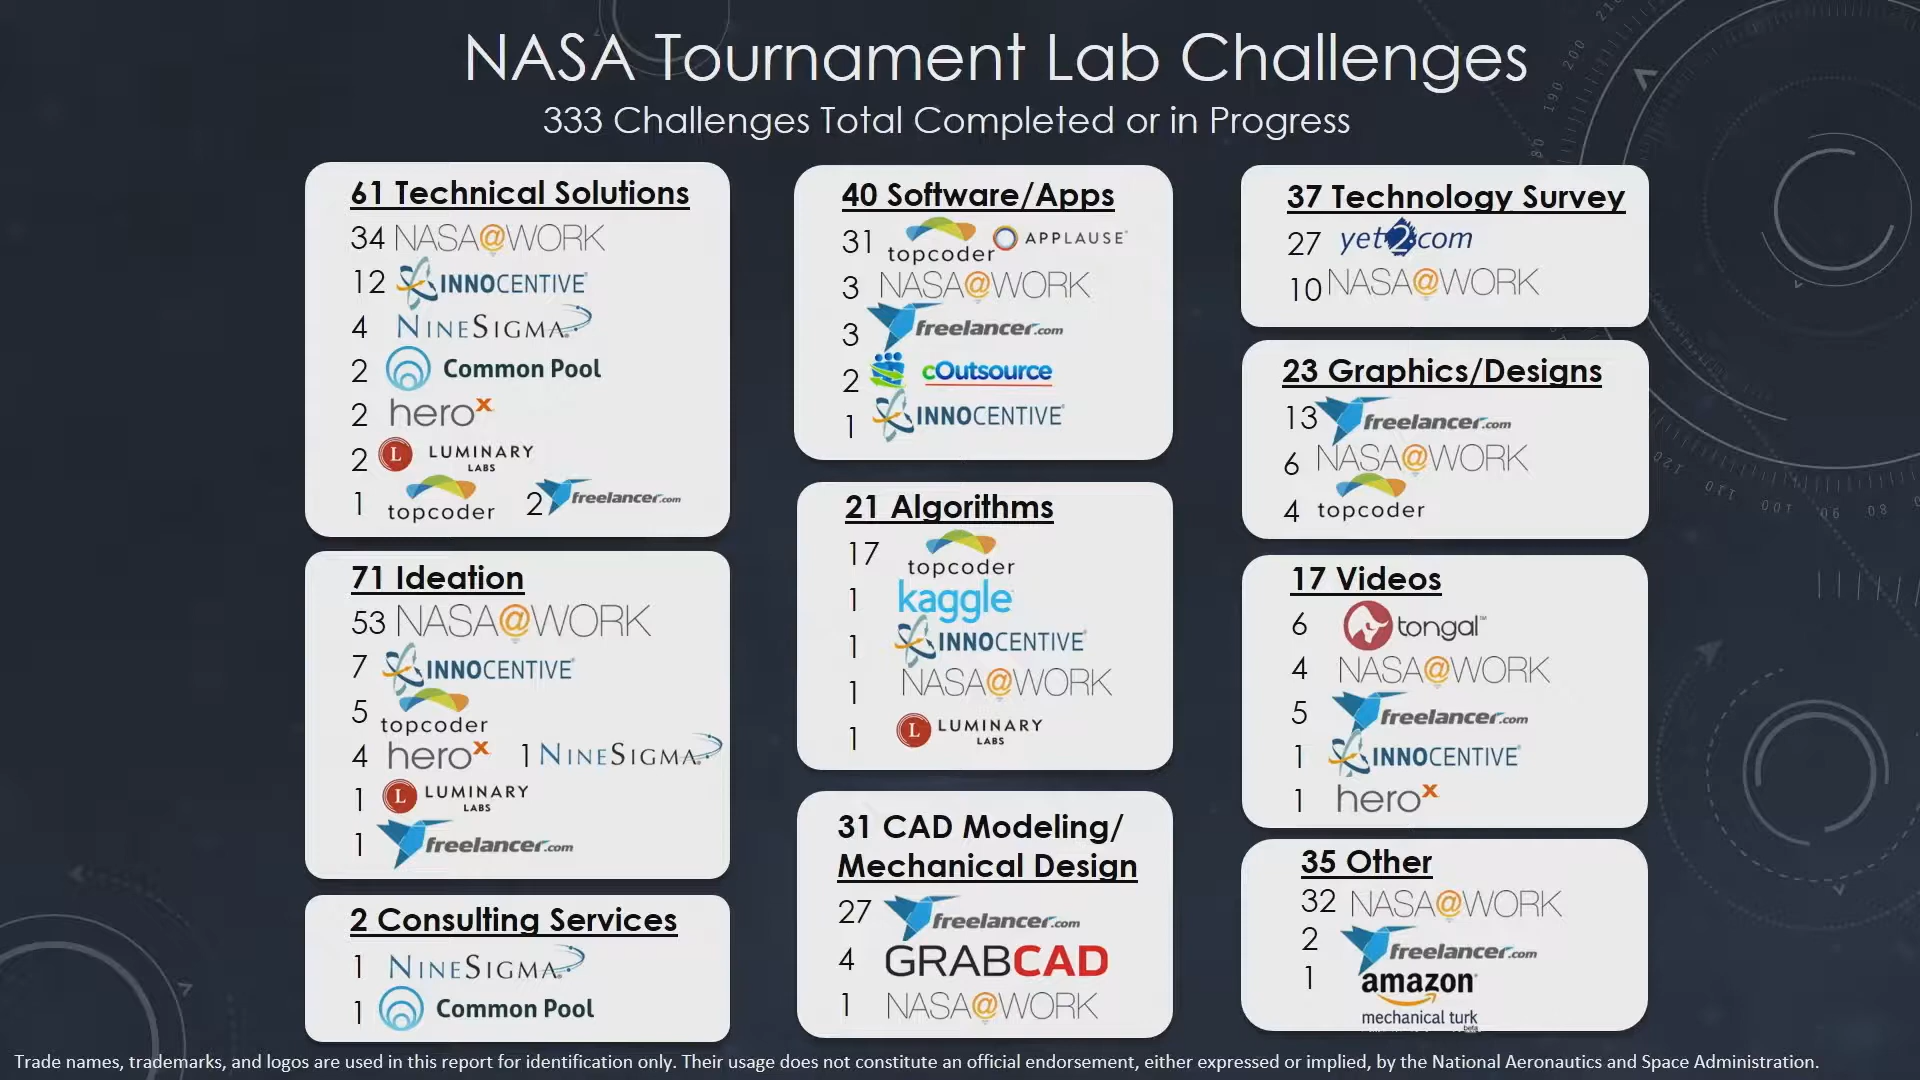 NASA Tournament Lab Challenges
333 Challenges Total Completed or in Progress
61 Technical Solutions
34 NASA@WORK
12 INNOCENTIVE®
4 NINESIGMA®
2 Common Pool
2 herox
2 L LUMINARY LABS
1 topcoder 2 freelancer.com
71 Ideation
53 NASA@WORK
7 INNOCENTIVE®
5 topcoder
4 herox 1 NINESIGMA®
1 L LUMINARY LABS
1 freelancer.com
2 Consulting Services
1 NINESIGMA®
1 Common Pool
40 Software/Apps
31 topcoder APPLAUSE®
3 NASA@WORK
3 freelancer.com
2 cOutsource
1 INNOCENTIVE®
21 Algorithms
17 topcoder
1 kaggle
1 INNOCENTIVE®
1 NASA@WORK
1 L LUMINARY LABS
31 CAD Modeling/
Mechanical Design
27 freelancer.com
4 GRABCAD
1 NASA@WORK
37 Technology Survey
27 yet2.com
10 NASA@WORK
23 Graphics/Designs
13 freelancer.com
6 NASA@WORK
4 topcoder
17 Videos
6 tongal™
4 NASA@WORK
5 freelancer.com
1 INNOCENTIVE®
1 herox
35 Other
32 NASA@WORK
2 freelancer.com
1 amazon
mechanical turk
beta
Trade names, trademarks, and logos are used in this report for identification only. Their usage does not constitute an official endorsement, either expressed or implied, by the National Aeronautics and Space Administration.